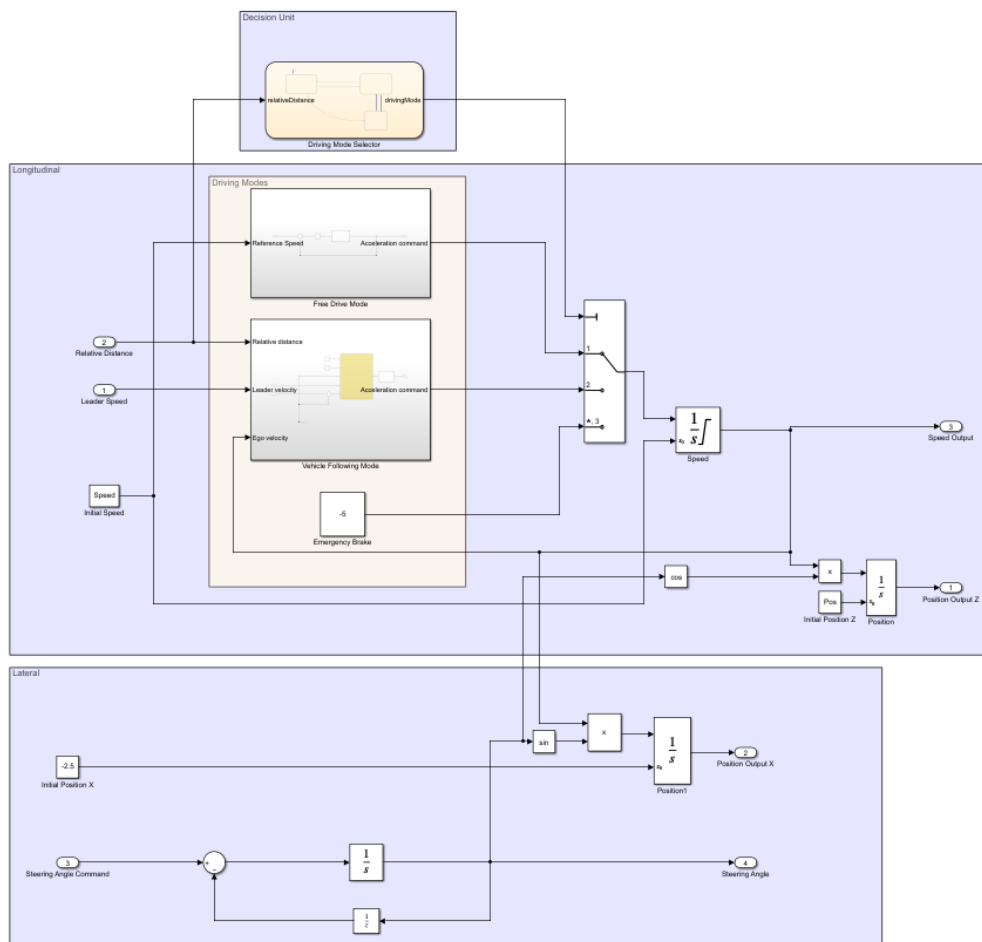 Decision Unit
relativeDistance
drivingMode
Driving Mode Selector
Longitudinal
Driving Modes
Reference Speed
Acceleration command
Free Drive Mode
2
Relative Distance
Relative distance
1
Leader Speed
Leader velocity
Acceleration command
Ego velocity
Vehicle Following Mode
1
2
*, 3
1
s
x₀
Speed
3
Speed Output
Speed
Initial Speed
-5
Emergency Brake
cos
x
Pos
Initial Position Z
1
s
x₀
Position
1
Position Output Z
Lateral
-2.5
Initial Position X
sin
x
1
s
x₀
Position1
2
Position Output X
3
Steering Angle Command
+
−
1
s
4
Steering Angle